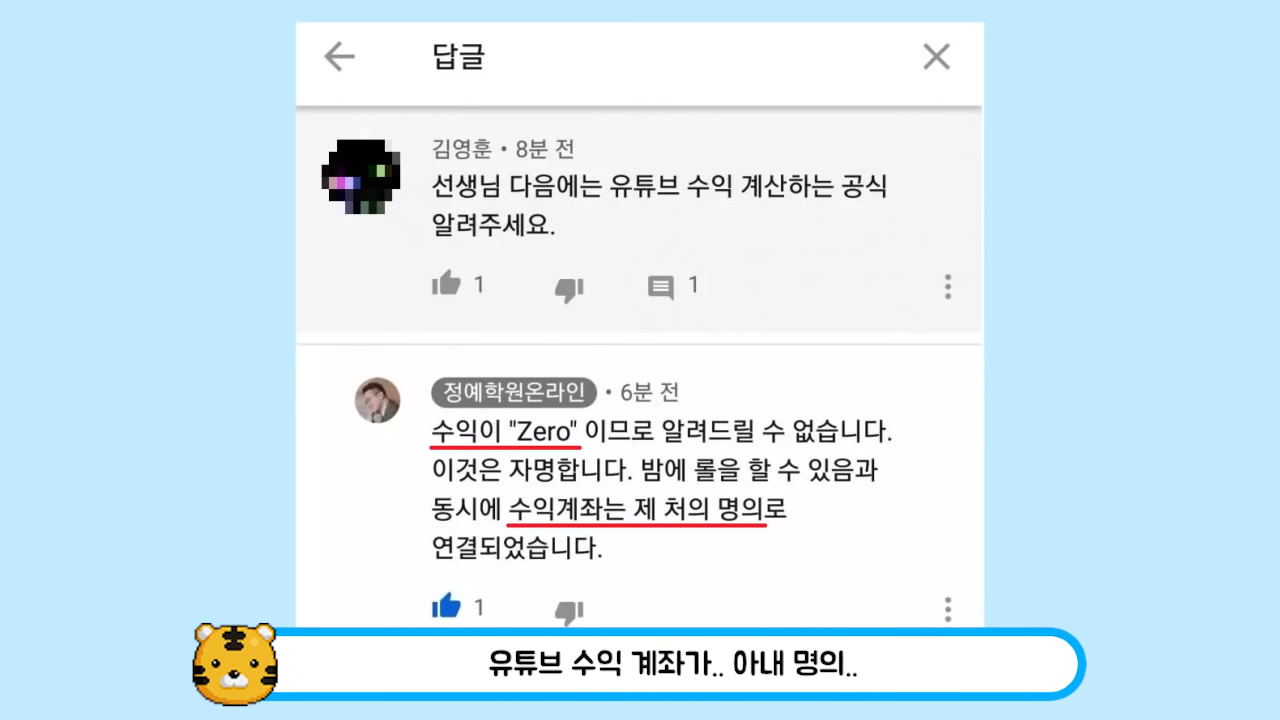 답글
김영훈 • 8분 전
선생님 다음에는 유튜브 수익 계산하는 공식
알려주세요.
1
1
정예학원온라인 • 6분 전
수익이 "Zero" 이므로 알려드릴 수 없습니다.
이것은 자명합니다. 밤에 롤을 할 수 있음과
동시에 수익계좌는 제 처의 명의로
연결되었습니다.
1
유튜브 수익 계좌가.. 아내 명의..